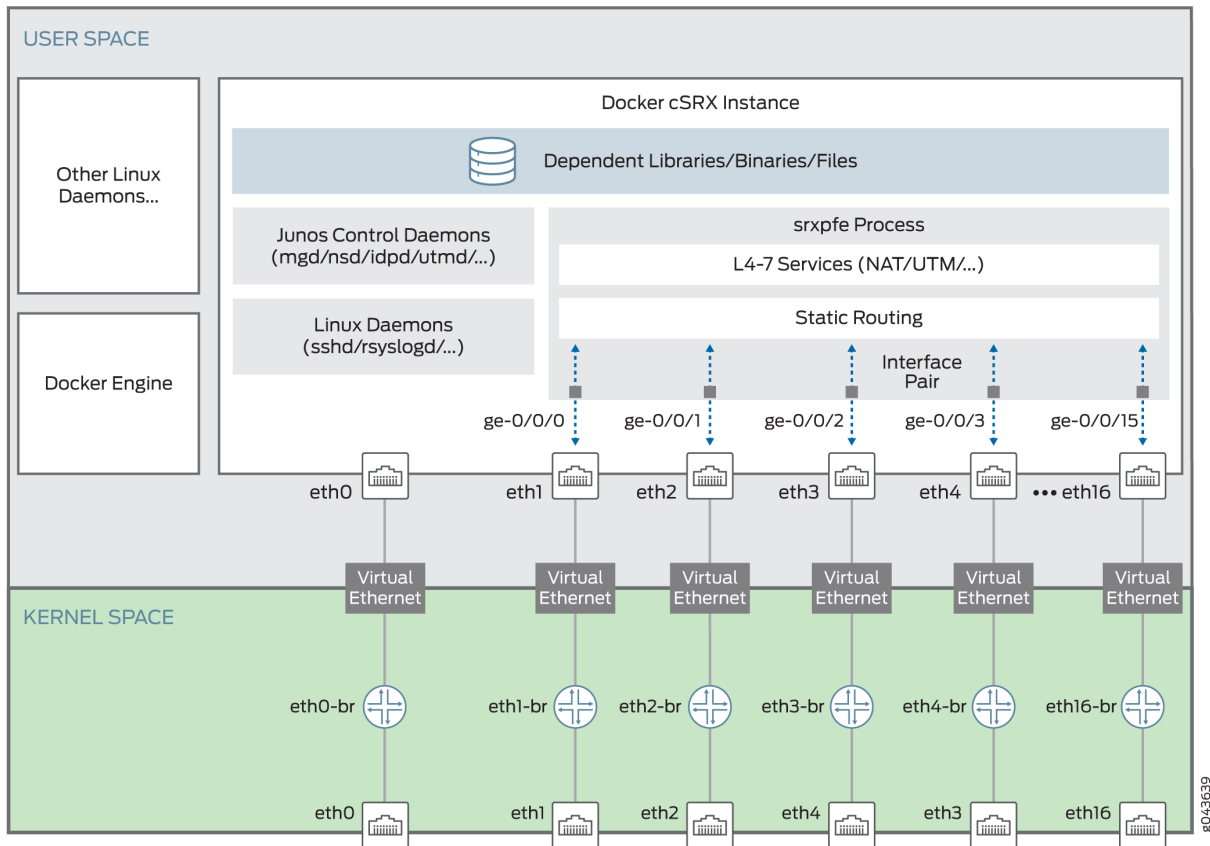 USER SPACE
Other Linux
Daemons...
Docker Engine
Docker cSRX Instance
Dependent Libraries/Binaries/Files
Junos Control Daemons
(mgd/nsd/idpd/utmd/...)
Linux Daemons
(sshd/rsyslogd/...)
srxpfe Process
L4-7 Services (NAT/UTM/...)
Static Routing
Interface
Pair
ge-0/0/0 ge-0/0/1 ge-0/0/2 ge-0/0/3 ge-0/0/15
eth0 eth1 eth2 eth3 eth4 ••• eth16
Virtual Virtual Virtual Virtual Virtual Virtual
Ethernet Ethernet Ethernet Ethernet Ethernet Ethernet
KERNEL SPACE
eth0-br eth1-br eth2-br eth3-br eth4-br eth16-br
eth0 eth1 eth2 eth4 eth3 eth16
g043639